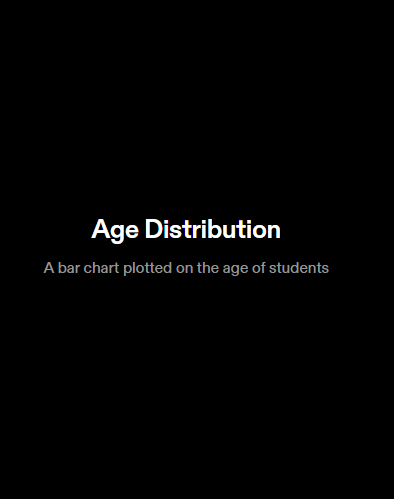 Age Distribution
A bar chart plotted on the age of students